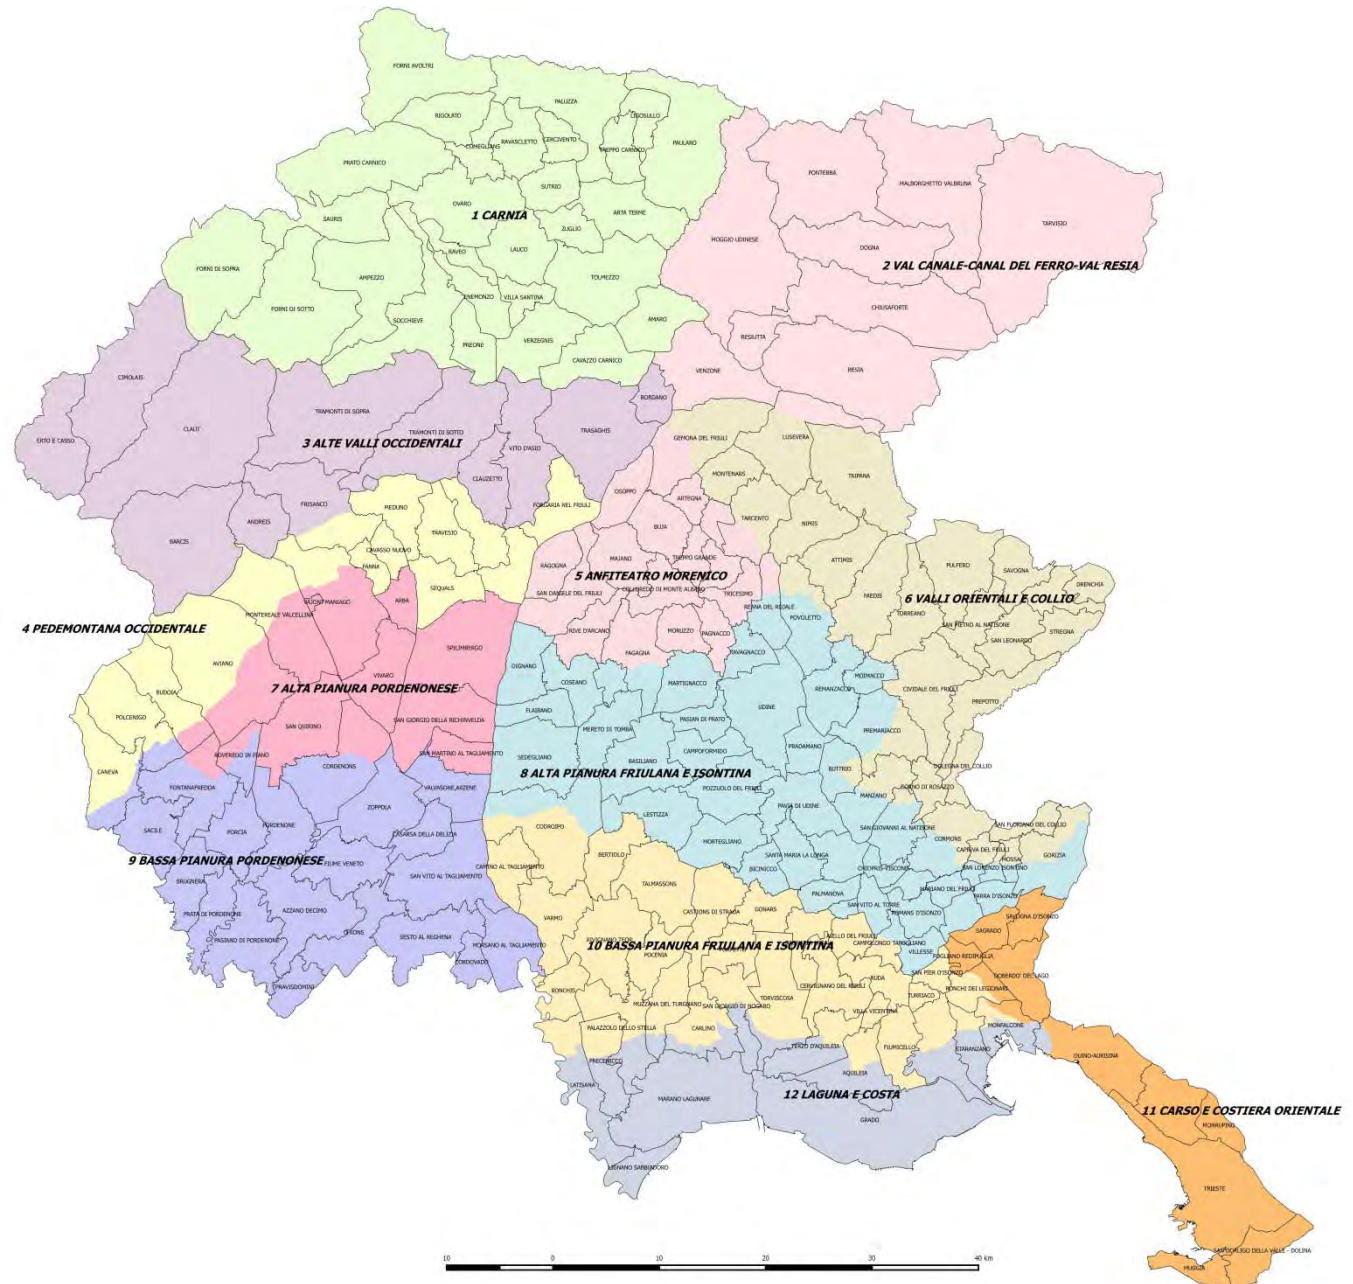 FORNI AVOLTRI
PALUZZA
LIGOSULLO
RIGOLATO
RAVASCLETTO
CERCIVENTO
COMEGLIANS
TREPPO CARNICO
PAULARO
PRATO CARNICO
SUTRIO
OVARO
1 CARNIA
ARTA TERME
SAURIS
ZUGLIO
LAUCO
RAVEO
FORNI DI SOPRA
AMPEZZO
TOLMEZZO
ENEMONZO
VILLA SANTINA
FORNI DI SOTTO
SOCCHIEVE
AMARO
PREONE
VERZEGNIS
CAVAZZO CARNICO
PONTEBBA
MALBORGHETTO VALBRUNA
TARVISIO
MOGGIO UDINESE
DOGNA
2 VAL CANALE-CANAL DEL FERRO-VAL RESIA
CHIUSAFORTE
RESIUTTA
VENZONE
RESIA
CIMOLAIS
BORDANO
TRAMONTI DI SOPRA
ERTO E CASSO
CLAUT
TRAMONTI DI SOTTO
TRASAGHIS
3 ALTE VALLI OCCIDENTALI
VITO D'ASIO
CLAUZETTO
FRISANCO
ANDREIS
BARCIS
GEMONA DEL FRIULI
LUSEVERA
MONTENARS
TAIPANA
OSOPPO
ARTEGNA
FORGARIA NEL FRIULI
MEDUNO
TRAVESIO
BUJA
TARCENTO
NIMIS
CAVASSO NUOVO
FANNA
MAJANO
TREPPO GRANDE
ATTIMIS
RAGOGNA
5 ANFITEATRO MORENICO
SEQUALS
SAN DANIELE DEL FRIULI
COLLOREDO DI MONTE ALBANO
TRICESIMO
FAEDIS
PULFERO
SAVOGNA
DRENCHIA
6 VALLI ORIENTALI E COLLIO
TORREANO
SAN PIETRO AL NATISONE
STREGNA
SAN LEONARDO
MONTEREALE VALCELLINA
ARBA
REANA DEL ROJALE
POVOLETTO
4 PEDEMONTANA OCCIDENTALE
RIVE D'ARCANO
MORUZZO
PAGNACCO
SPILIMBERGO
FAGAGNA
TAVAGNACCO
AVIANO
DIGNANO
VIVARO
MOIMACCO
BUDOIA
7 ALTA PIANURA PORDENONESE
COSEANO
MARTIGNACCO
REMANZACCO
CIVIDALE DEL FRIULI
PREPOTTO
POLCENIGO
FLAIBANO
UDINE
SAN QUIRINO
SAN GIORGIO DELLA RICHINVELDA
PASIAN DI PRATO
MERETO DI TOMBA
PREMARIACCO
ROVEREDO IN PIANO
SAN MARTINO AL TAGLIAMENTO
CAMPOFORMIDO
PRADAMANO
SEDEGLIANO
BASILIANO
CORDENONS
DOLEGNA DEL COLLIO
CANEVA
8 ALTA PIANURA FRIULANA E ISONTINA
BUTTRIO
FONTANAFREDDA
VALVASONE ARZENE
POZZUOLO DEL FRIULI
CORNO DI ROSAZZO
MANZANO
ZOPPOLA
PAVIA DI UDINE
LESTIZZA
SACILE
PORCIA
PORDENONE
CASARSA DELLA DELIZIA
CODROIPO
SAN GIOVANNI AL NATISONE
SAN FLORIANO DEL COLLIO
CORMONS
MORTEGLIANO
CAPRIVA DEL FRIULI
9 BASSA PIANURA PORDENONESE
FIUME VENETO
BERTIOLO
SANTA MARIA LA LONGA
MOSSA
GORIZIA
CAMINO AL TAGLIAMENTO
BICINICCO
CHIOPRIS-VISCONE
SAN LORENZO ISONTINO
SAN VITO AL TAGLIAMENTO
BRUGNERA
TALMASSONS
PALMANOVA
MARIANO DEL FRIULI
FARRA D'ISONZO
SAN VITO AL TORRE
AZZANO DECIMO
PRATA DI PORDENONE
VARMO
CASTIONS DI STRADA
GONARS
ROMANS D'ISONZO
SAVOGNA D'ISONZO
CHIONS
SAGRADO
PASIANO DI PORDENONE
SESTO AL REGHENA
MORSANO AL TAGLIAMENTO
10 BASSA PIANURA FRIULANA E ISONTINA
AIELLO DEL FRIULI
CAMPOLONGO TAPOGLIANO
VILLESSE
POCENIA
FOGLIANO REDIPUGLIA
CORDOVADO
SAN PIER D'ISONZO
DOBERDO' DEL LAGO
PRAVISDOMINI
RONCHIS
RUDA
CERVIGNANO DEL FRIULI
RONCHI DEI LEGIONARI
TORVISCOSA
TURRIACO
MUZZANA DEL TURGNANO
SAN GIORGIO DI NOGARO
VILLA VICENTINA
PALAZZOLO DELLO STELLA
CARLINO
MONFALCONE
STARANZANO
TERZO D'AQUILEIA
FIUMICELLO
PRECENICCO
DUINO-AURISINA
LATISANA
AQUILEIA
MARANO LAGUNARE
12 LAGUNA E COSTA
GRADO
11 CARSO E COSTIERA ORIENTALE
MONRUPINO
LIGNANO SABBIADORO
TRIESTE
SAN DORLIGO DELLA VALLE - DOLINA
MUGGIA
10 0 10 20 30 40 km